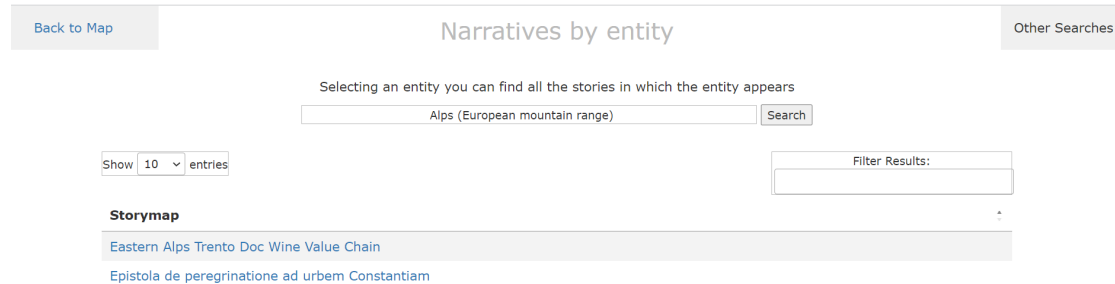 Back to Map
Narratives by entity
Other Searches
Selecting an entity you can find all the stories in which the entity appears
Alps (European mountain range)
Search
Show 10 entries
Filter Results:
Storymap
Eastern Alps Trento Doc Wine Value Chain
Epistola de peregrinatione ad urbem Constantiam